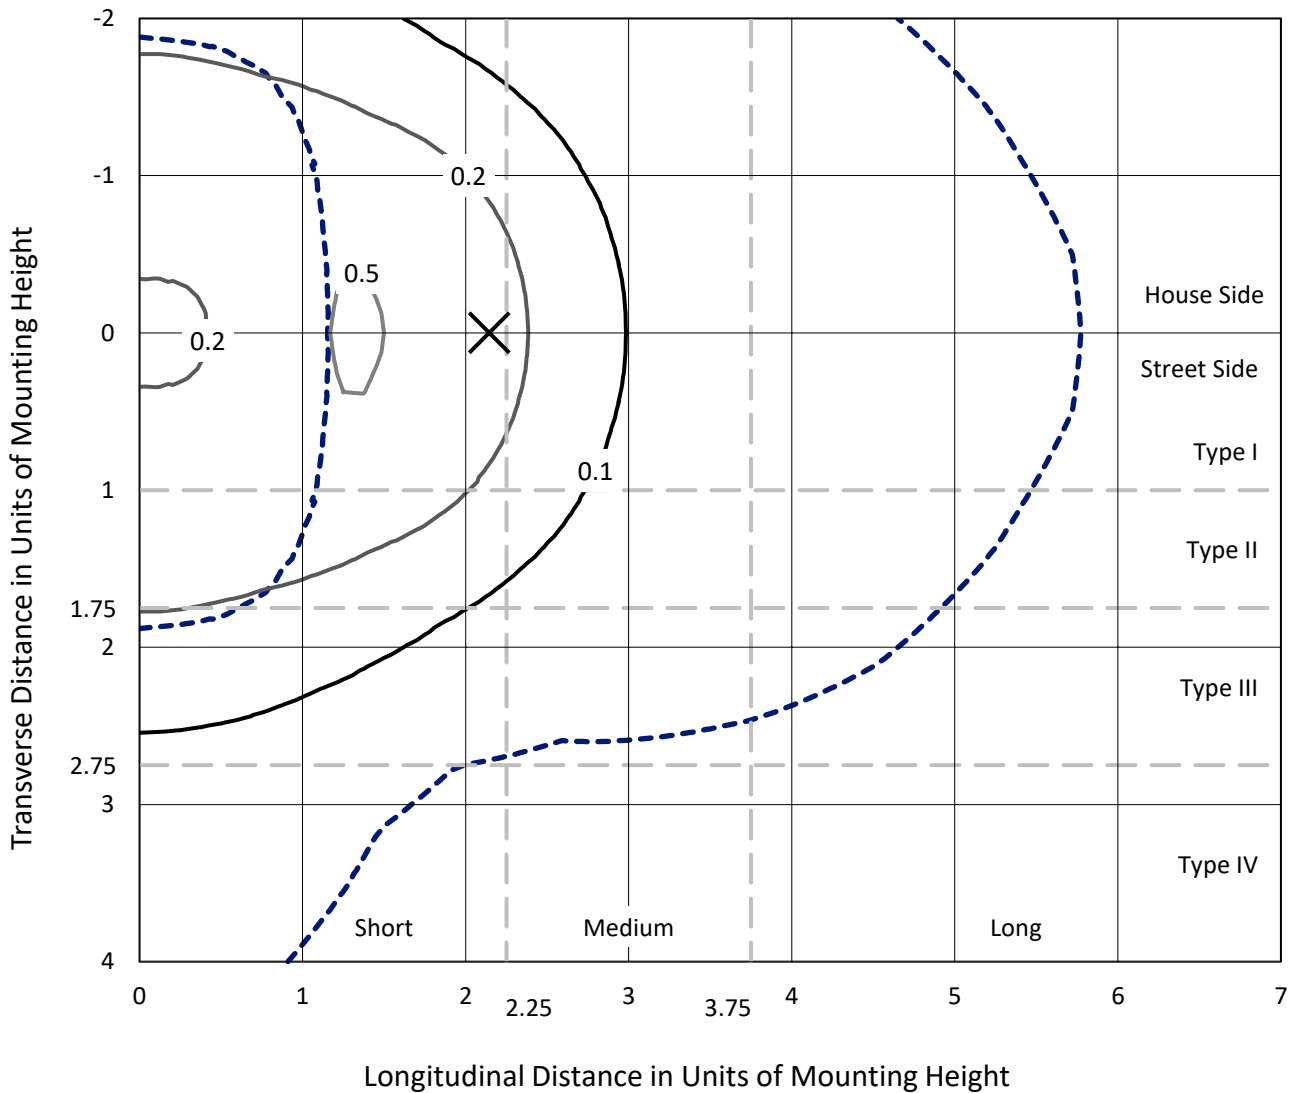 -2
-1
0.2
0.5
House Side
0
0.2
Street Side
Type I
0.1
1
Type II
1.75
2
Type III
2.75
3
Type IV
Short Medium Long
4
0 1 2 2.25 3 3.75 4 5 6 7
Longitudinal Distance in Units of Mounting Height
Transverse Distance in Units of Mounting Height